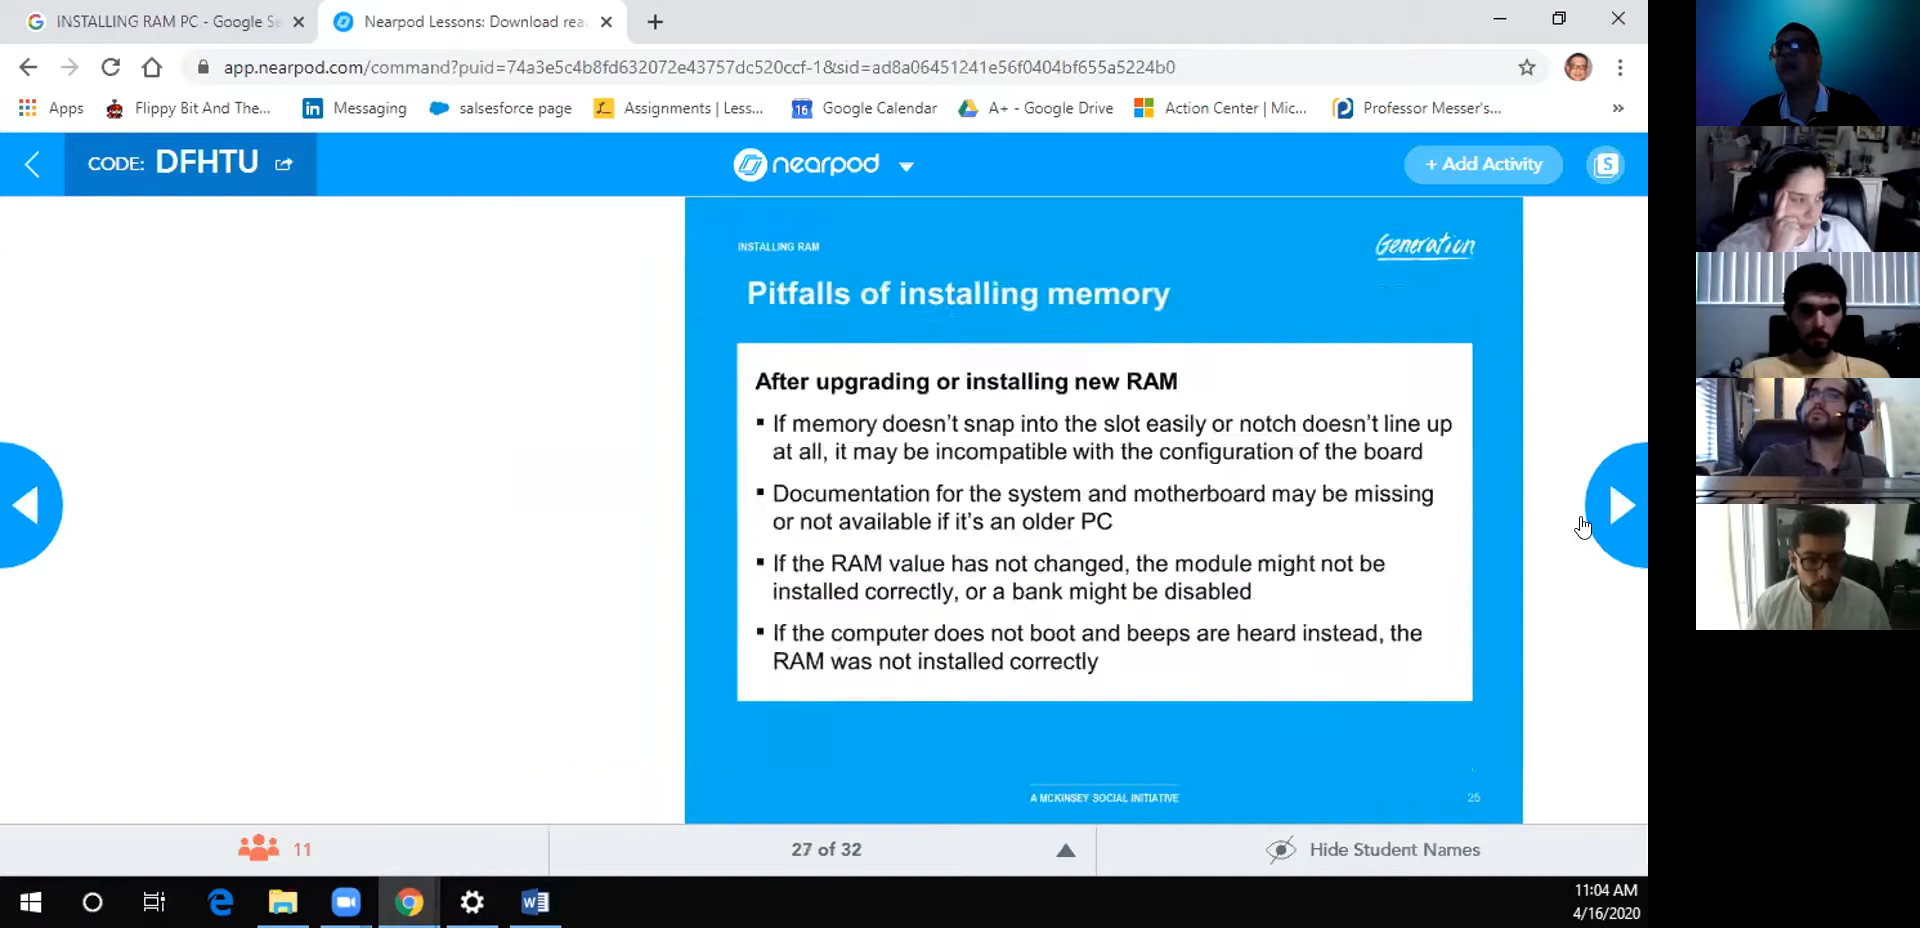 INSTALLING RAM PC - Google Se
Nearpod Lessons: Download rea
app.nearpod.com/command?puid=74a3e5c4b8fd632072e43757dc520ccf-1&sid=ad8a06451241e56f0404bf655a5224b0
Apps
Flippy Bit And The...
Messaging
salsesforce page
Assignments | Less...
Google Calendar
A+ - Google Drive
Action Center | Mic...
Professor Messer's...
CODE: DFHTU
nearpod
+ Add Activity
INSTALLING RAM
Generation
Pitfalls of installing memory
After upgrading or installing new RAM
▪ If memory doesn't snap into the slot easily or notch doesn't line up
at all, it may be incompatible with the configuration of the board
▪ Documentation for the system and motherboard may be missing
or not available if it's an older PC
▪ If the RAM value has not changed, the module might not be
installed correctly, or a bank might be disabled
▪ If the computer does not boot and beeps are heard instead, the
RAM was not installed correctly
A MCKINSEY SOCIAL INITIATIVE
25
11
27 of 32
Hide Student Names
11:04 AM
4/16/2020